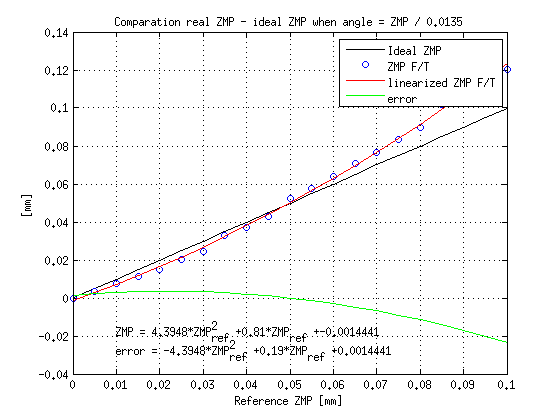 Comparation real ZMP - ideal ZMP when angle = ZMP / 0.0135
0.14
0.12
0.1
0.08
0.06
0.04
0.02
0
-0.02
-0.04
[mm]
Ideal ZMP
ZMP F/T
linearized ZMP F/T
error
ZMP = 4.3948*ZMP²ref +0.81*ZMPref +-0.0014441
error = -4.3948*ZMP²ref +0.19*ZMPref +0.0014441
0 0.01 0.02 0.03 0.04 0.05 0.06 0.07 0.08 0.09 0.1
Reference ZMP [mm]